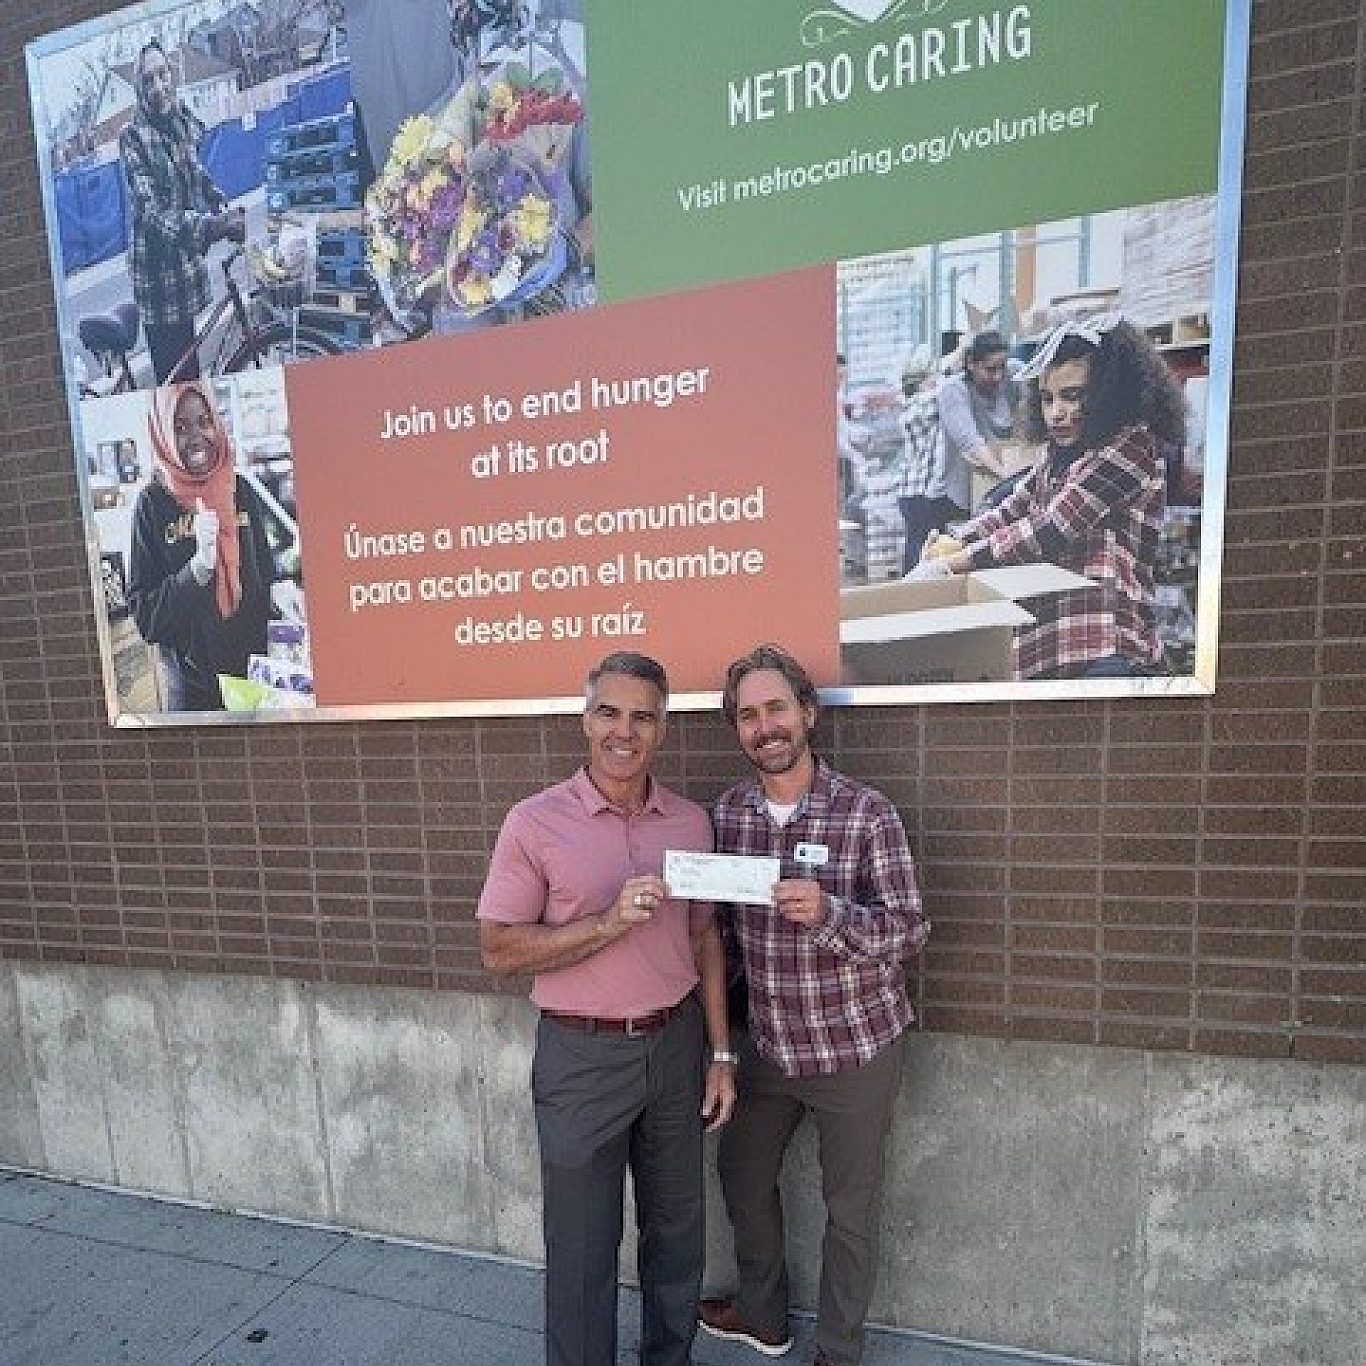 METRO CARING
Visit metrocaring.org/volunteer
Join us to end hunger
at its root
Únase a nuestra comunidad
para acabar con el hambre
desde su raíz